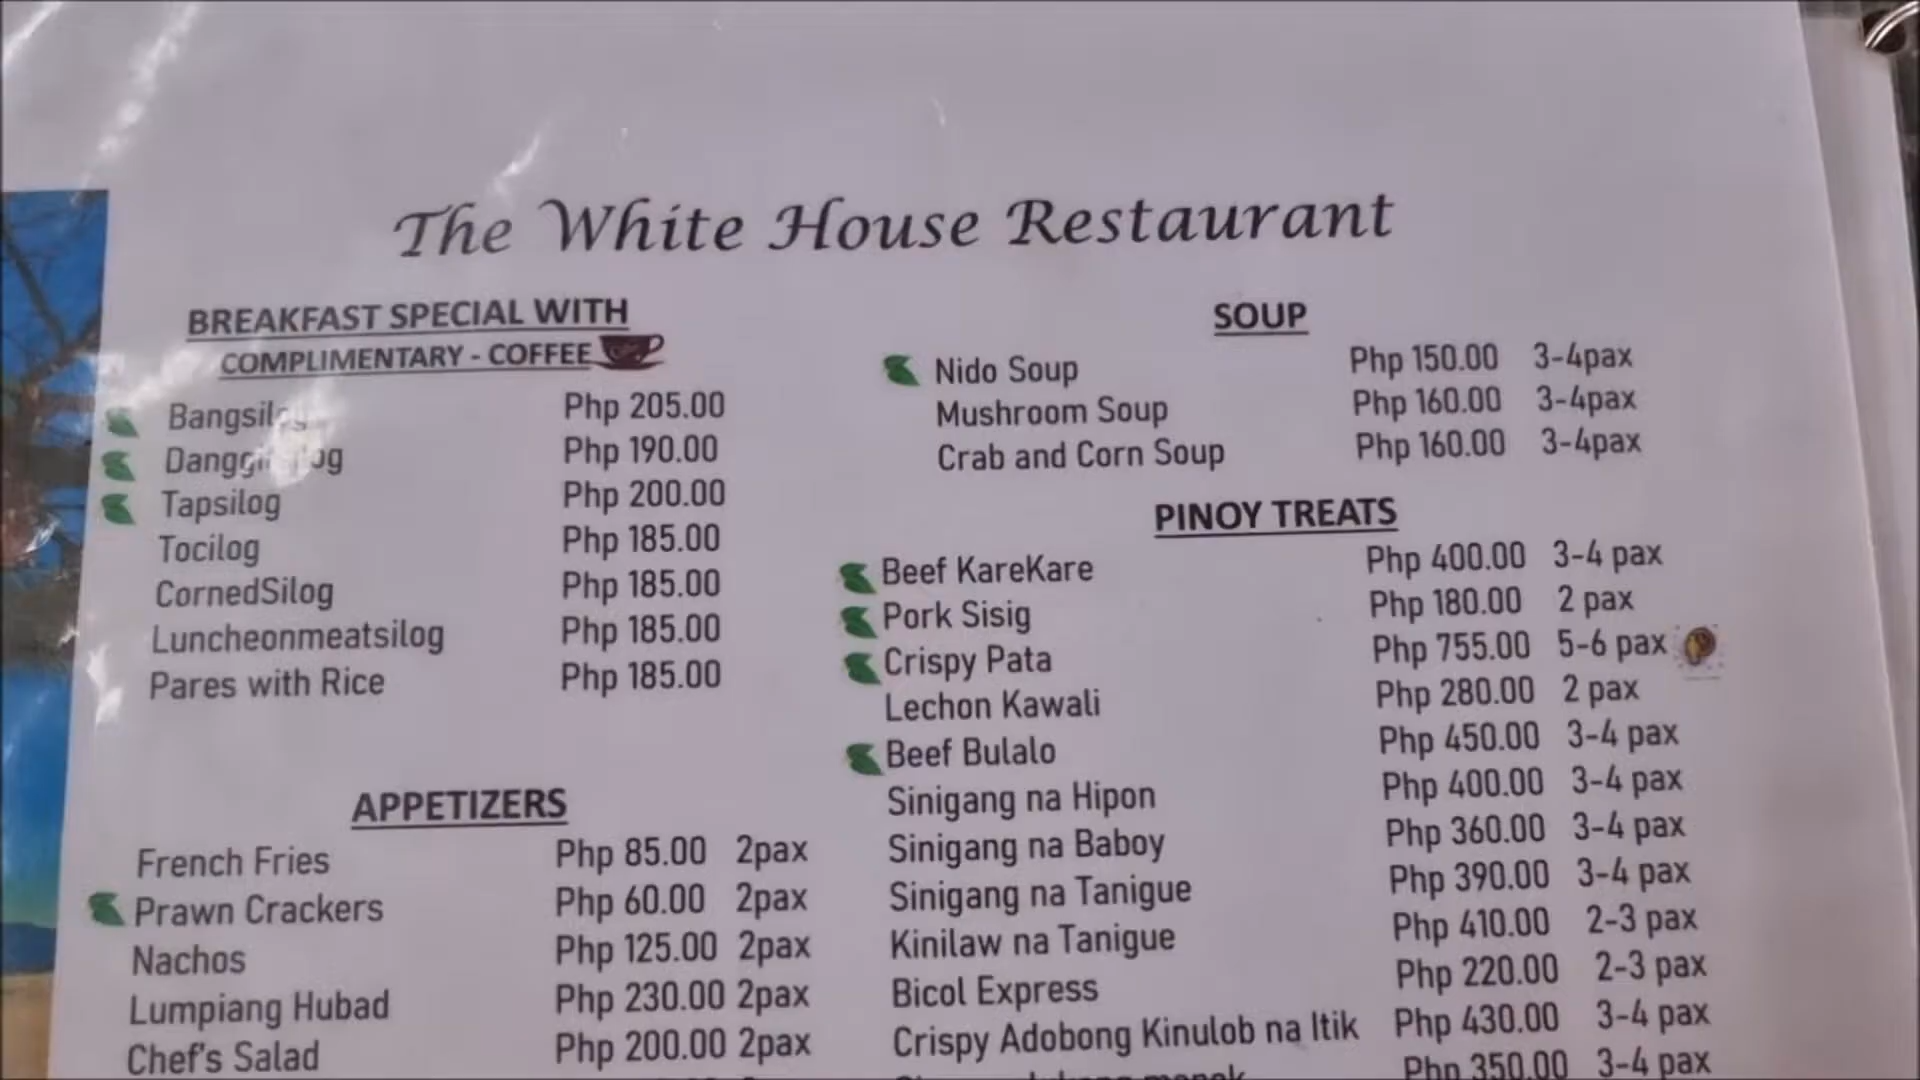 The White House Restaurant
BREAKFAST SPECIAL WITH
COMPLIMENTARY - COFFEE
Php 205.00
Php 190.00
Tapsilog Php 200.00
Tocilog Php 185.00
CornedSilog Php 185.00
Luncheonmeatsilog Php 185.00
Pares with Rice Php 185.00
APPETIZERS
French Fries Php 85.00 2pax
Prawn Crackers Php 60.00 2pax
Nachos Php 125.00 2pax
Lumpiang Hubad Php 230.00 2pax
Chef's Salad Php 200.00 2pax
SOUP
Nido Soup Php 150.00 3-4pax
Mushroom Soup Php 160.00 3-4pax
Crab and Corn Soup Php 160.00 3-4pax
PINOY TREATS
Beef KareKare Php 400.00 3-4 pax
Pork Sisig Php 180.00 2 pax
Crispy Pata Php 755.00 5-6 pax
Lechon Kawali Php 280.00 2 pax
Beef Bulalo Php 450.00 3-4 pax
Sinigang na Hipon Php 400.00 3-4 pax
Sinigang na Baboy Php 360.00 3-4 pax
Sinigang na Tanigue Php 390.00 3-4 pax
Kinilaw na Tanigue Php 410.00 2-3 pax
Bicol Express Php 220.00 2-3 pax
Crispy Adobong Kinulob na Itik Php 430.00 3-4 pax
Php 350.00 3-4 pax